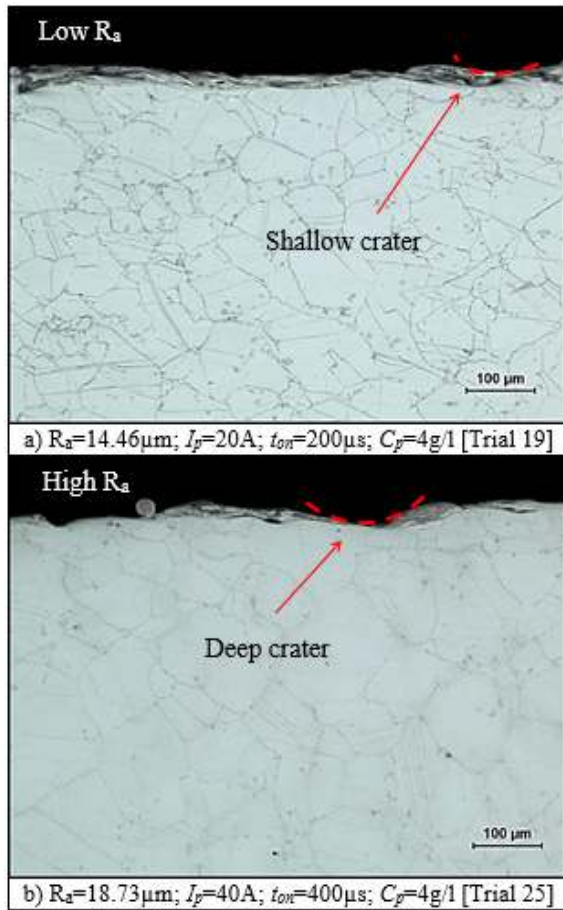 Low Rₐ
Shallow crater
100 µm
a) Rₐ=14.46µm; Iₚ=20A; tₒₙ=200µs; Cₚ=4g/l [Trial 19]
High Rₐ
Deep crater
100 µm
b) Rₐ=18.73µm; Iₚ=40A; tₒₙ=400µs; Cₚ=4g/l [Trial 25]